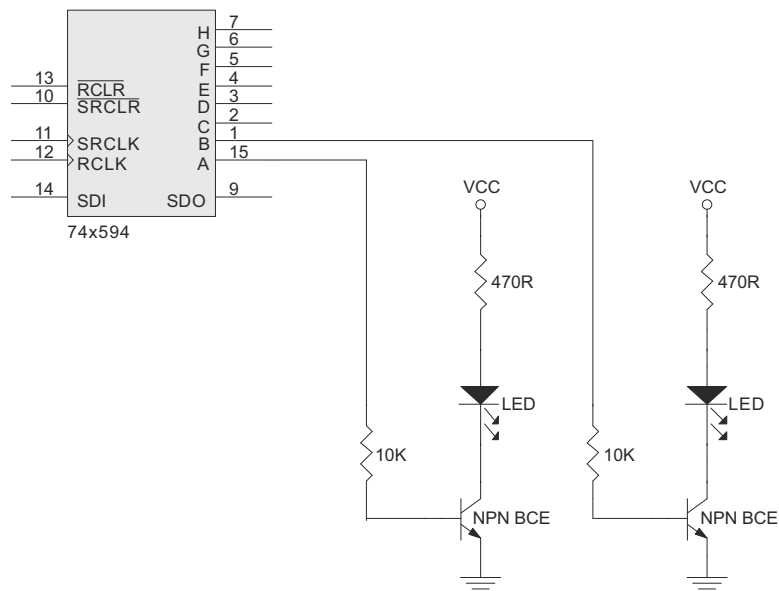 H 7
G 6
F 5
13 RCLR E 4
10 SRCLR D 3
C 2
11 SRCLK B 1
12 RCLK A 15
14 SDI SDO 9
74x594
VCC VCC
470R 470R
LED LED
10K 10K
NPN BCE NPN BCE